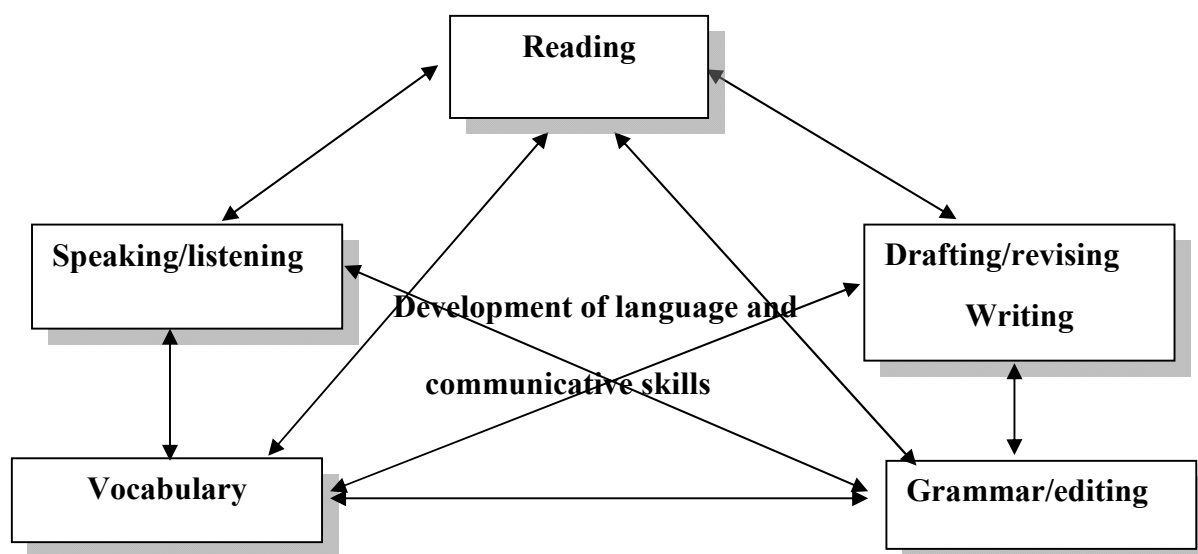 Reading
Speaking/listening
Drafting/revising
Writing
Development of language and
communicative skills
Vocabulary
Grammar/editing